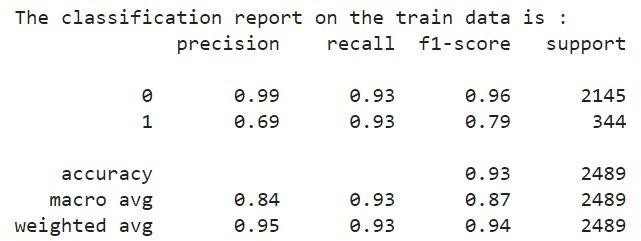 The classification report on the train data is :
precision recall f1-score support
0 0.99 0.93 0.96 2145
1 0.69 0.93 0.79 344
accuracy 0.93 2489
macro avg 0.84 0.93 0.87 2489
weighted avg 0.95 0.93 0.94 2489